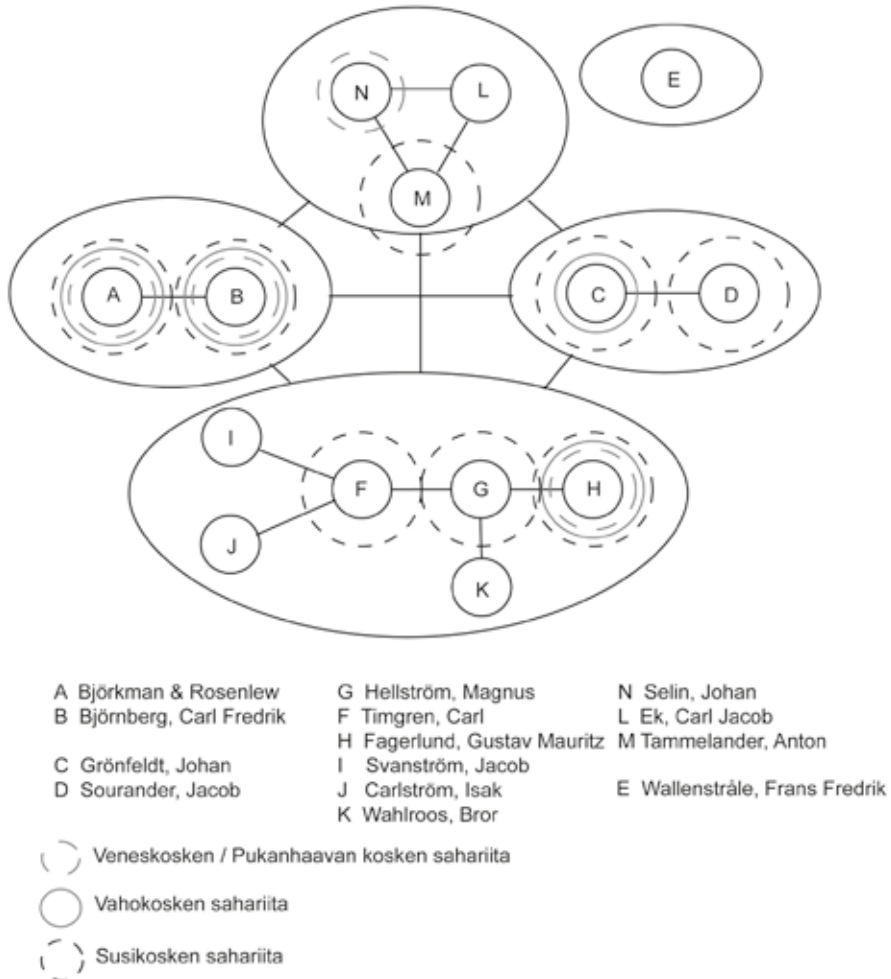 N
L
E
M
A
B
C
D
I
F
G
H
J
K
A Björkman & Rosenlew
B Björnberg, Carl Fredrik
C Grönfeldt, Johan
D Sourander, Jacob
G Hellström, Magnus
F Timgren, Carl
H Fagerlund, Gustav Mauritz
I Svanström, Jacob
J Carlström, Isak
K Wahlroos, Bror
N Selin, Johan
L Ek, Carl Jacob
M Tammelander, Anton
E Wallenstråle, Frans Fredrik
Veneskosken / Pukanhaavan kosken sahariita
Vahokosken sahariita
Susikosken sahariita